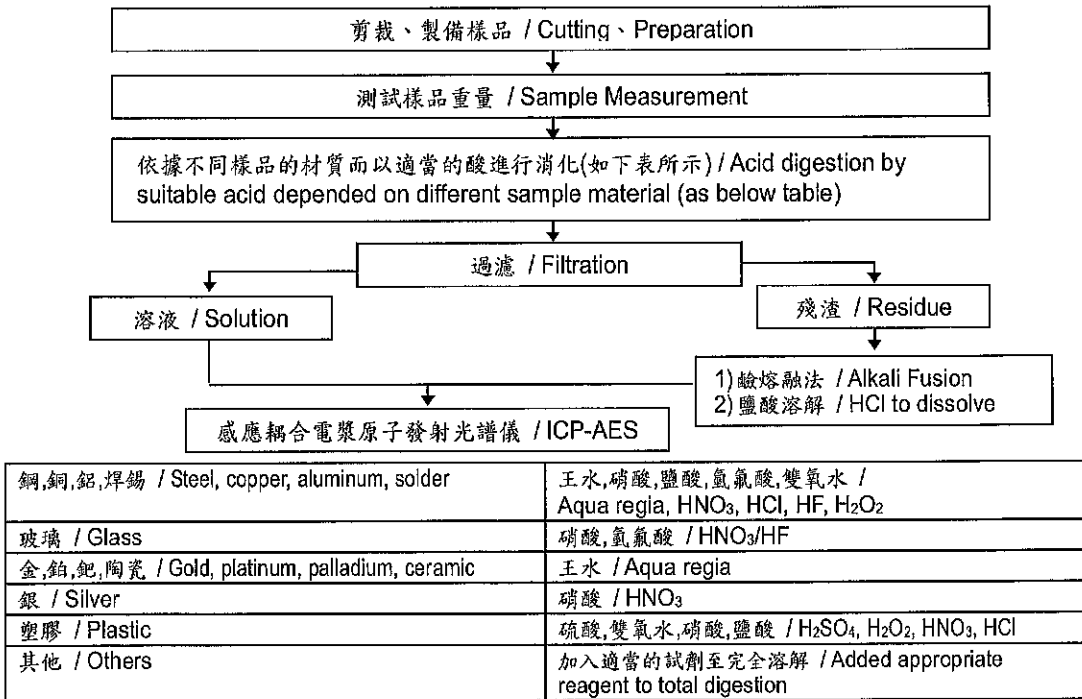 剪裁、製備樣品 / Cutting、Preparation
測試樣品重量 / Sample Measurement
依據不同樣品的材質而以適當的酸進行消化(如下表所示) / Acid digestion by
suitable acid depended on different sample material (as below table)
過濾 / Filtration
溶液 / Solution
殘渣 / Residue
1)鹼熔融法 / Alkali Fusion
2)鹽酸溶解 / HCl to dissolve
感應耦合電漿原子發射光譜儀 / ICP-AES
鋼,銅,鋁,焊錫 / Steel, copper, aluminum, solder
王水,硝酸,鹽酸,氫氟酸,雙氧水 /
Aqua regia, HNO₃, HCl, HF, H₂O₂
玻璃 / Glass
硝酸,氫氟酸 / HNO₃/HF
金,鉑,鈀,陶瓷 / Gold, platinum, palladium, ceramic
王水 / Aqua regia
銀 / Silver
硝酸 / HNO₃
塑膠 / Plastic
硫酸,雙氧水,硝酸,鹽酸 / H₂SO₄, H₂O₂, HNO₃, HCl
其他 / Others
加入適當的試劑至完全溶解 / Added appropriate
reagent to total digestion